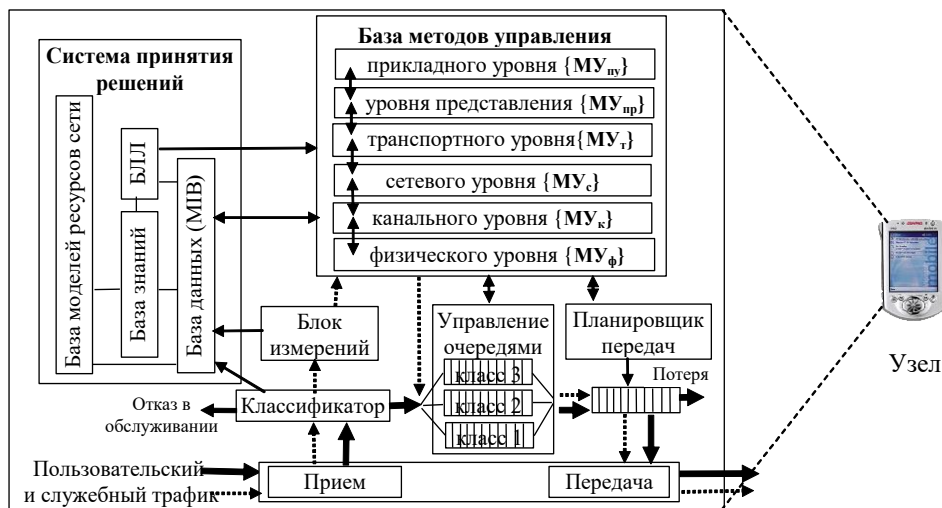 Система принятия
решений
База моделей ресурсов сети
БЛЛ
База знаний
База данных (MIB)
База методов управления
прикладного уровня {МУпу}
уровня представления {МУпр}
транспортного уровня{МУт}
сетевого уровня {МУс}
канального уровня {МУк}
физического уровня {МУф}
Блок
измерений
Управление
очередями
класс 3
класс 2
класс 1
Планировщик
передач
Потеря
Отказ в
обслуживании
Классификатор
Пользовательский
и служебный трафик
Прием
Передача
mobile
Узел